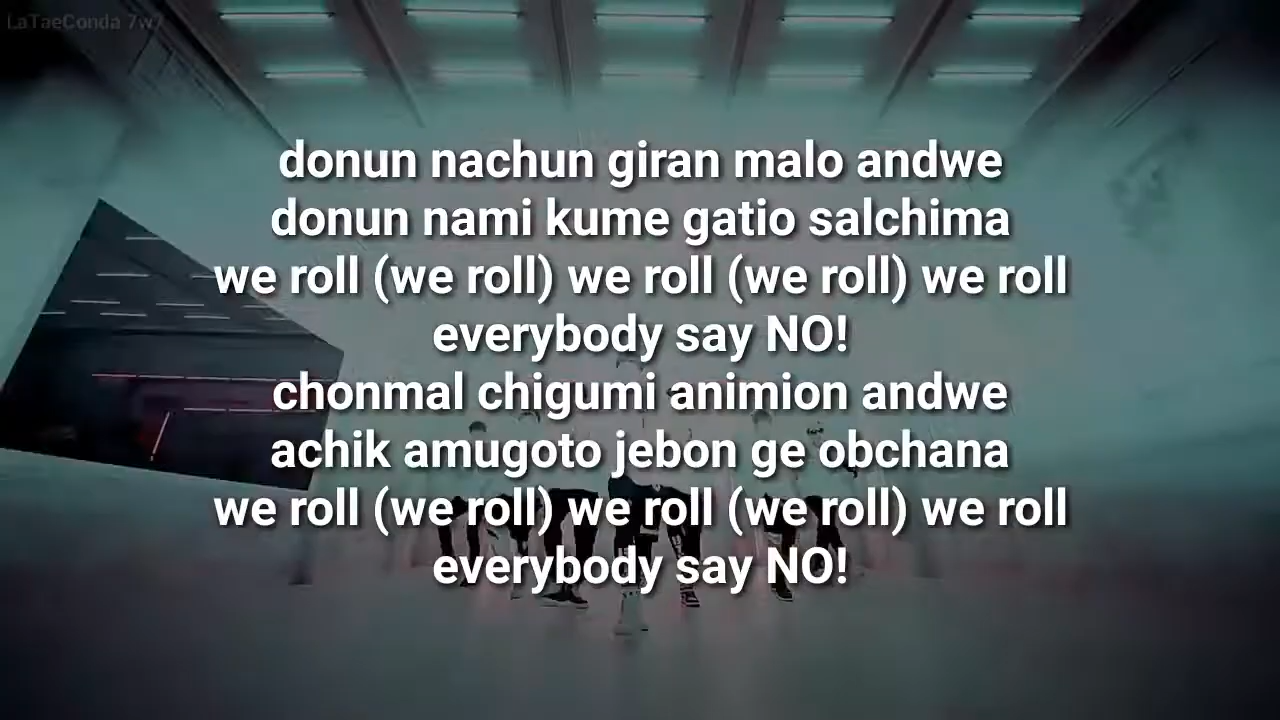 LaTaeConda 7w7
donun nachun giran malo andwe
donun nami kume gatio salchima
we roll (we roll) we roll (we roll) we roll
everybody say NO!
chonmal chigumi animion andwe
achik amugoto jebon ge obchana
we roll (we roll) we roll (we roll) we roll
everybody say NO!